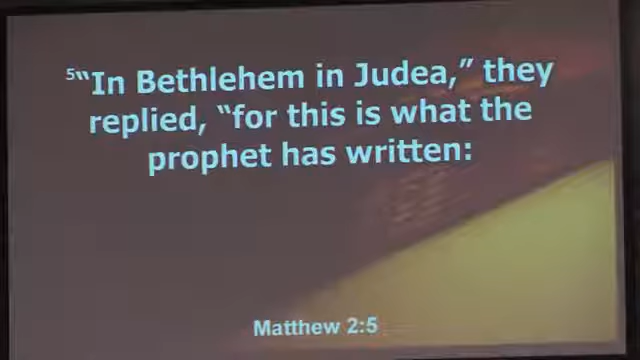 5“In Bethlehem in Judea,” they
replied, “for this is what the
prophet has written:
Matthew 2:5